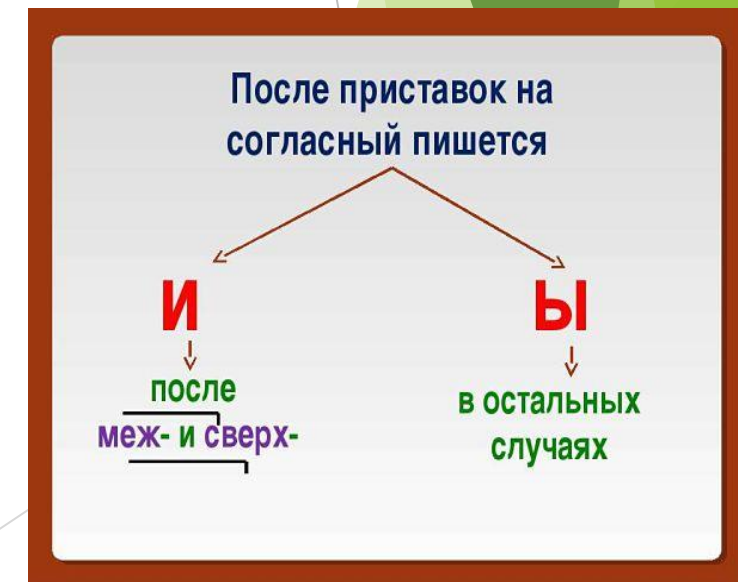 После приставок на
согласный пишется
И
Ы
после
меж- и сверх-
в остальных
случаях